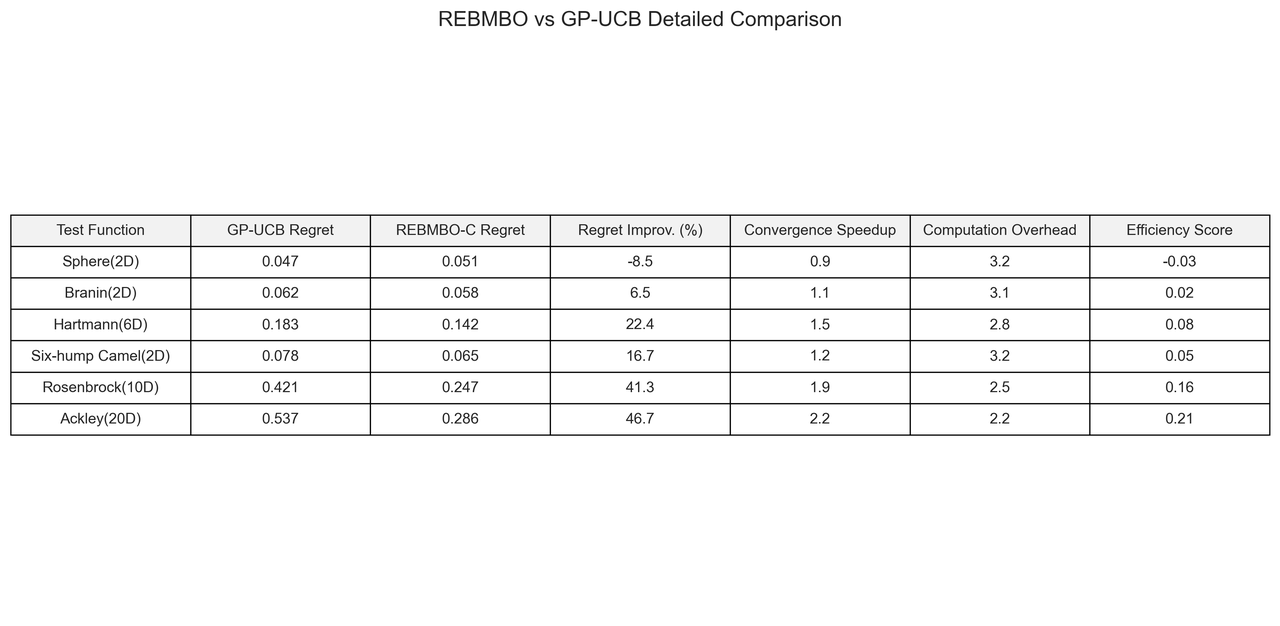 REBMBO vs GP-UCB Detailed Comparison
Test Function GP-UCB Regret REBMBO-C Regret Regret Improv. (%) Convergence Speedup Computation Overhead Efficiency Score
Sphere(2D) 0.047 0.051 -8.5 0.9 3.2 -0.03
Branin(2D) 0.062 0.058 6.5 1.1 3.1 0.02
Hartmann(6D) 0.183 0.142 22.4 1.5 2.8 0.08
Six-hump Camel(2D) 0.078 0.065 16.7 1.2 3.2 0.05
Rosenbrock(10D) 0.421 0.247 41.3 1.9 2.5 0.16
Ackley(20D) 0.537 0.286 46.7 2.2 2.2 0.21